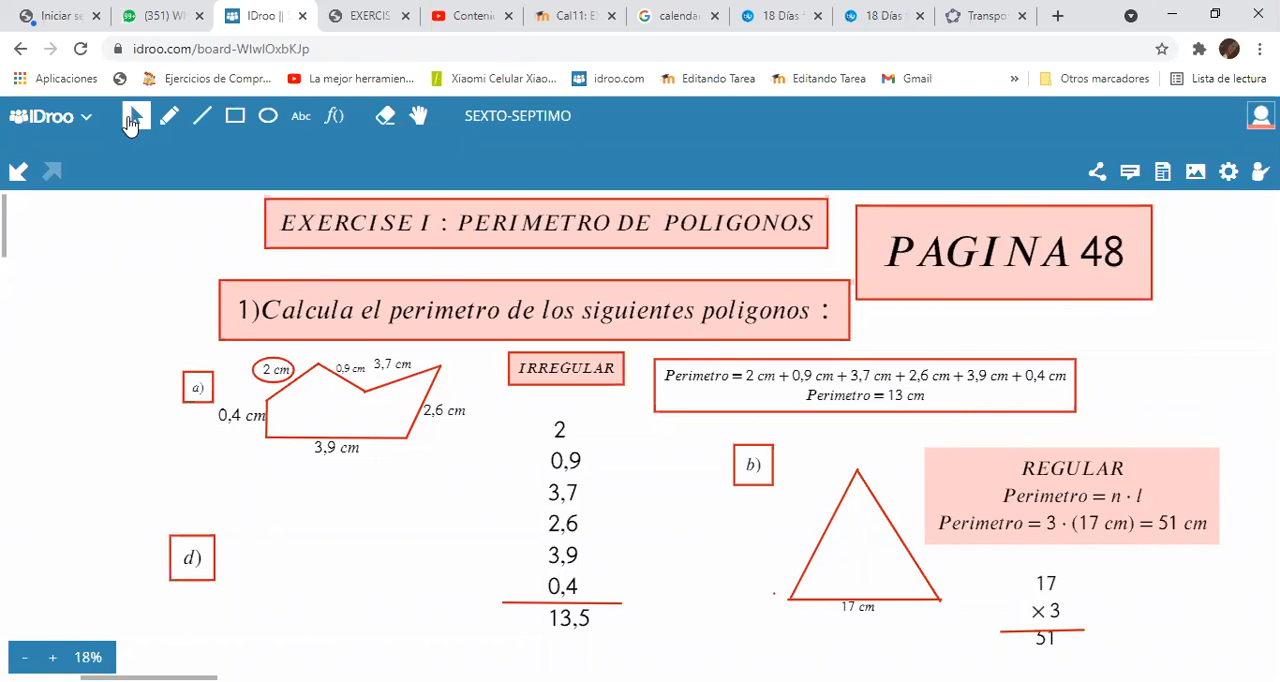 Iniciar se
(351) W
IDroo ||
EXERCIS
Conteni
Cal11: E
calenda
18 Días
18 Días
Transpo
idroo.com/board-WIwIOxbKJp
Aplicaciones
Ejercicios de Compr...
La mejor herramien...
Xiaomi Celular Xiao...
idroo.com
Editando Tarea
Editando Tarea
Gmail
»
Otros marcadores
Lista de lectura
IDroo
Abc
f()
SEXTO-SEPTIMO
EXERCISE I : PERIMETRO DE POLIGONOS
PAGINA 48
1)Calcula el perimetro de los siguientes poligonos :
a)
2 cm
0,9 cm
3,7 cm
0,4 cm
2,6 cm
3,9 cm
IRREGULAR
Perimetro = 2 cm + 0,9 cm + 3,7 cm + 2,6 cm + 3,9 cm + 0,4 cm
Perimetro = 13 cm
2
0,9
3,7
2,6
3,9
0,4
13,5
b)
17 cm
REGULAR
Perimetro = n · l
Perimetro = 3 · (17 cm) = 51 cm
17
×3
51
d)
- + 18%